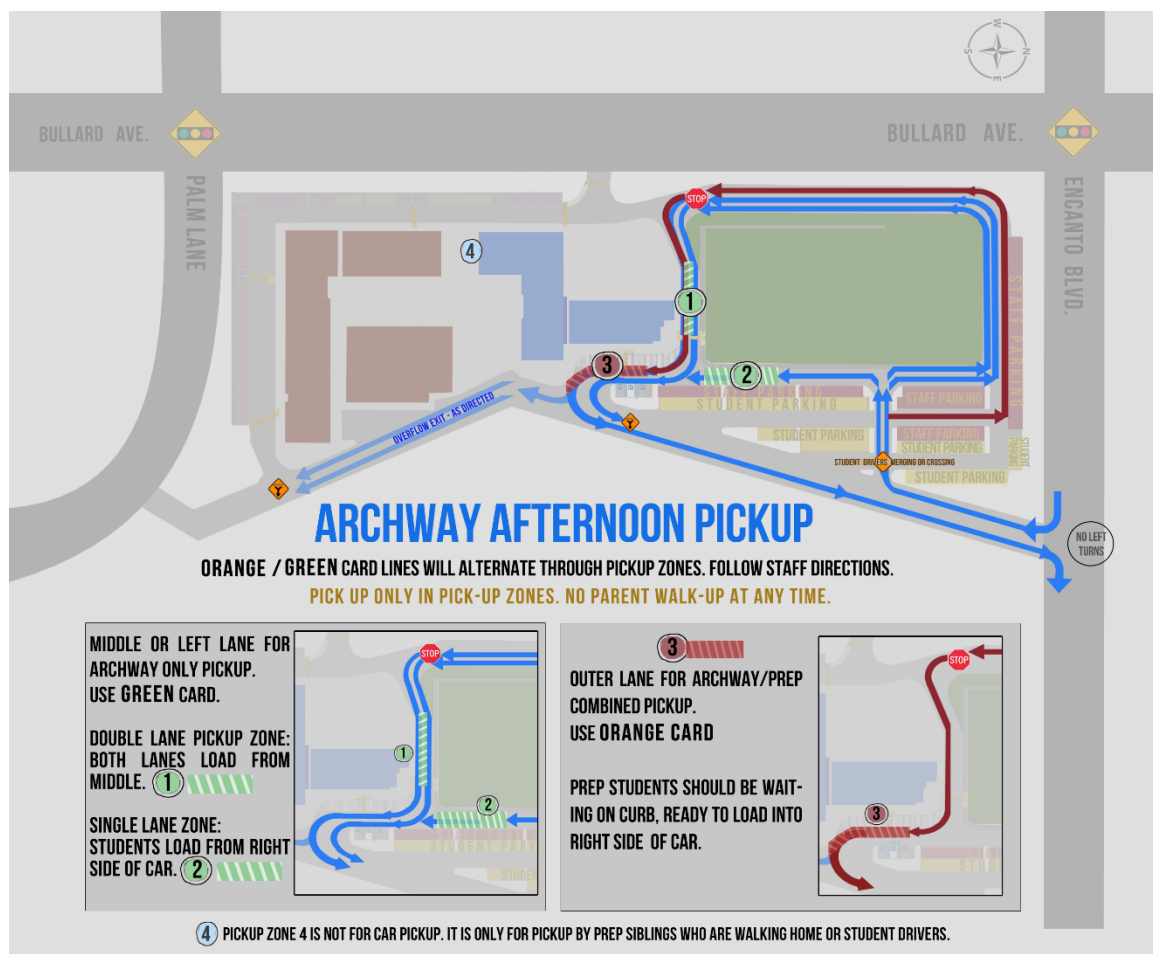 W
S
N
E
BULLARD AVE.
BULLARD AVE.
PALM LANE
ENCANTO BLVD.
STOP
4
1
3
2
STAFF PARKING
STAFF PARKING
STUDENT PARKING
STAFF PARKING
STUDENT PARKING
STAFF PARKING
STUDENT PARKING
STUDENT PARKING
STUDENT DRIVERS MERGING OR CROSSING
STUDENT PARKING
OVERFLOW EXIT - AS DIRECTED
NO LEFT
TURNS
ARCHWAY AFTERNOON PICKUP
ORANGE / GREEN CARD LINES WILL ALTERNATE THROUGH PICKUP ZONES. FOLLOW STAFF DIRECTIONS.
PICK UP ONLY IN PICK-UP ZONES. NO PARENT WALK-UP AT ANY TIME.
MIDDLE OR LEFT LANE FOR
ARCHWAY ONLY PICKUP.
USE GREEN CARD.
DOUBLE LANE PICKUP ZONE:
BOTH LANES LOAD FROM
MIDDLE. 1
SINGLE LANE ZONE:
STUDENTS LOAD FROM RIGHT
SIDE OF CAR. 2
STOP
1
2
STUDENT PARK
STUDEN
3
OUTER LANE FOR ARCHWAY/PREP
COMBINED PICKUP.
USE ORANGE CARD
PREP STUDENTS SHOULD BE WAIT-
ING ON CURB, READY TO LOAD INTO
RIGHT SIDE OF CAR.
STOP
3
4 PICKUP ZONE 4 IS NOT FOR CAR PICKUP. IT IS ONLY FOR PICKUP BY PREP SIBLINGS WHO ARE WALKING HOME OR STUDENT DRIVERS.